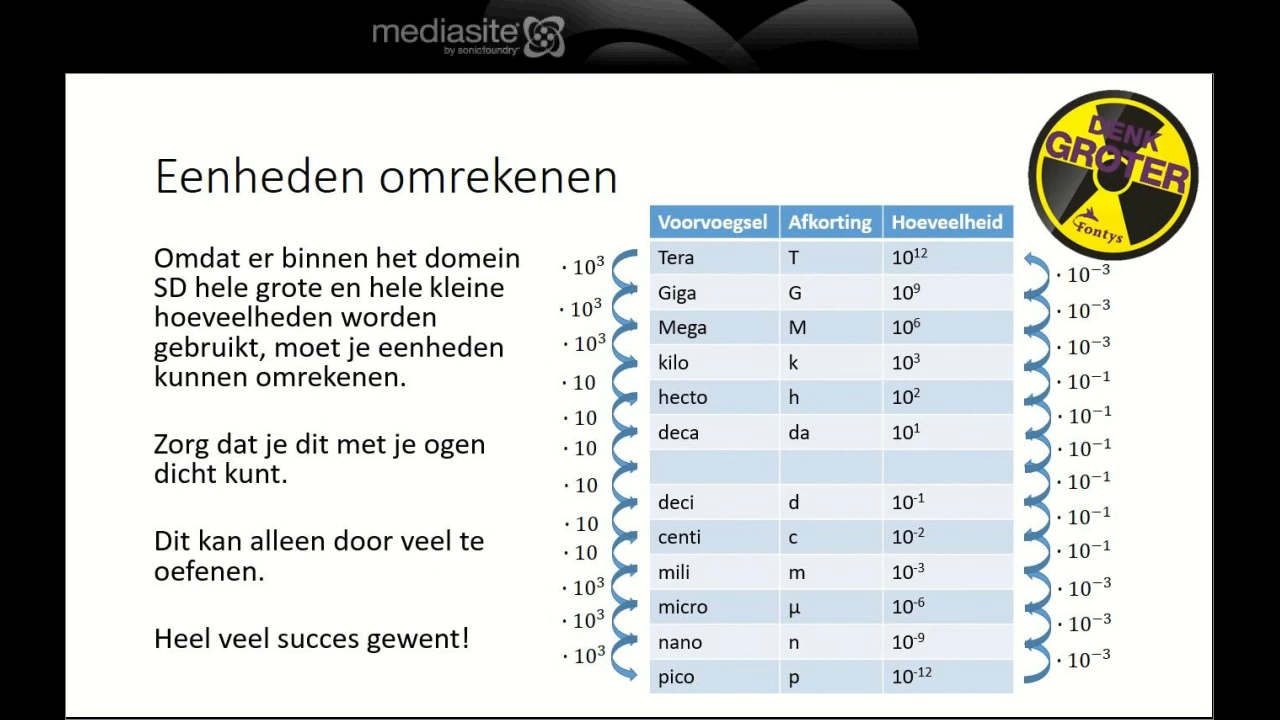 mediasite
by sonicfoundry
DENK
GROTER
Fontys
Eenheden omrekenen
Omdat er binnen het domein
SD hele grote en hele kleine
hoeveelheden worden
gebruikt, moet je eenheden
kunnen omrekenen.
Zorg dat je dit met je ogen
dicht kunt.
Dit kan alleen door veel te
oefenen.
Heel veel succes gewent!
Voorvoegsel Afkorting Hoeveelheid
Tera T 10¹²
Giga G 10⁹
Mega M 10⁶
kilo k 10³
hecto h 10²
deca da 10¹
deci d 10⁻¹
centi c 10⁻²
mili m 10⁻³
micro µ 10⁻⁶
nano n 10⁻⁹
pico p 10⁻¹²
· 10³
· 10³
· 10³
· 10
· 10
· 10
· 10
· 10
· 10
· 10³
· 10³
· 10³
· 10⁻³
· 10⁻³
· 10⁻³
· 10⁻¹
· 10⁻¹
· 10⁻¹
· 10⁻¹
· 10⁻¹
· 10⁻¹
· 10⁻³
· 10⁻³
· 10⁻³